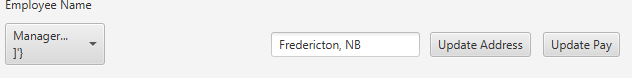 Employee Name
Manager...
]'}
Fredericton, NB
Update Address
Update Pay